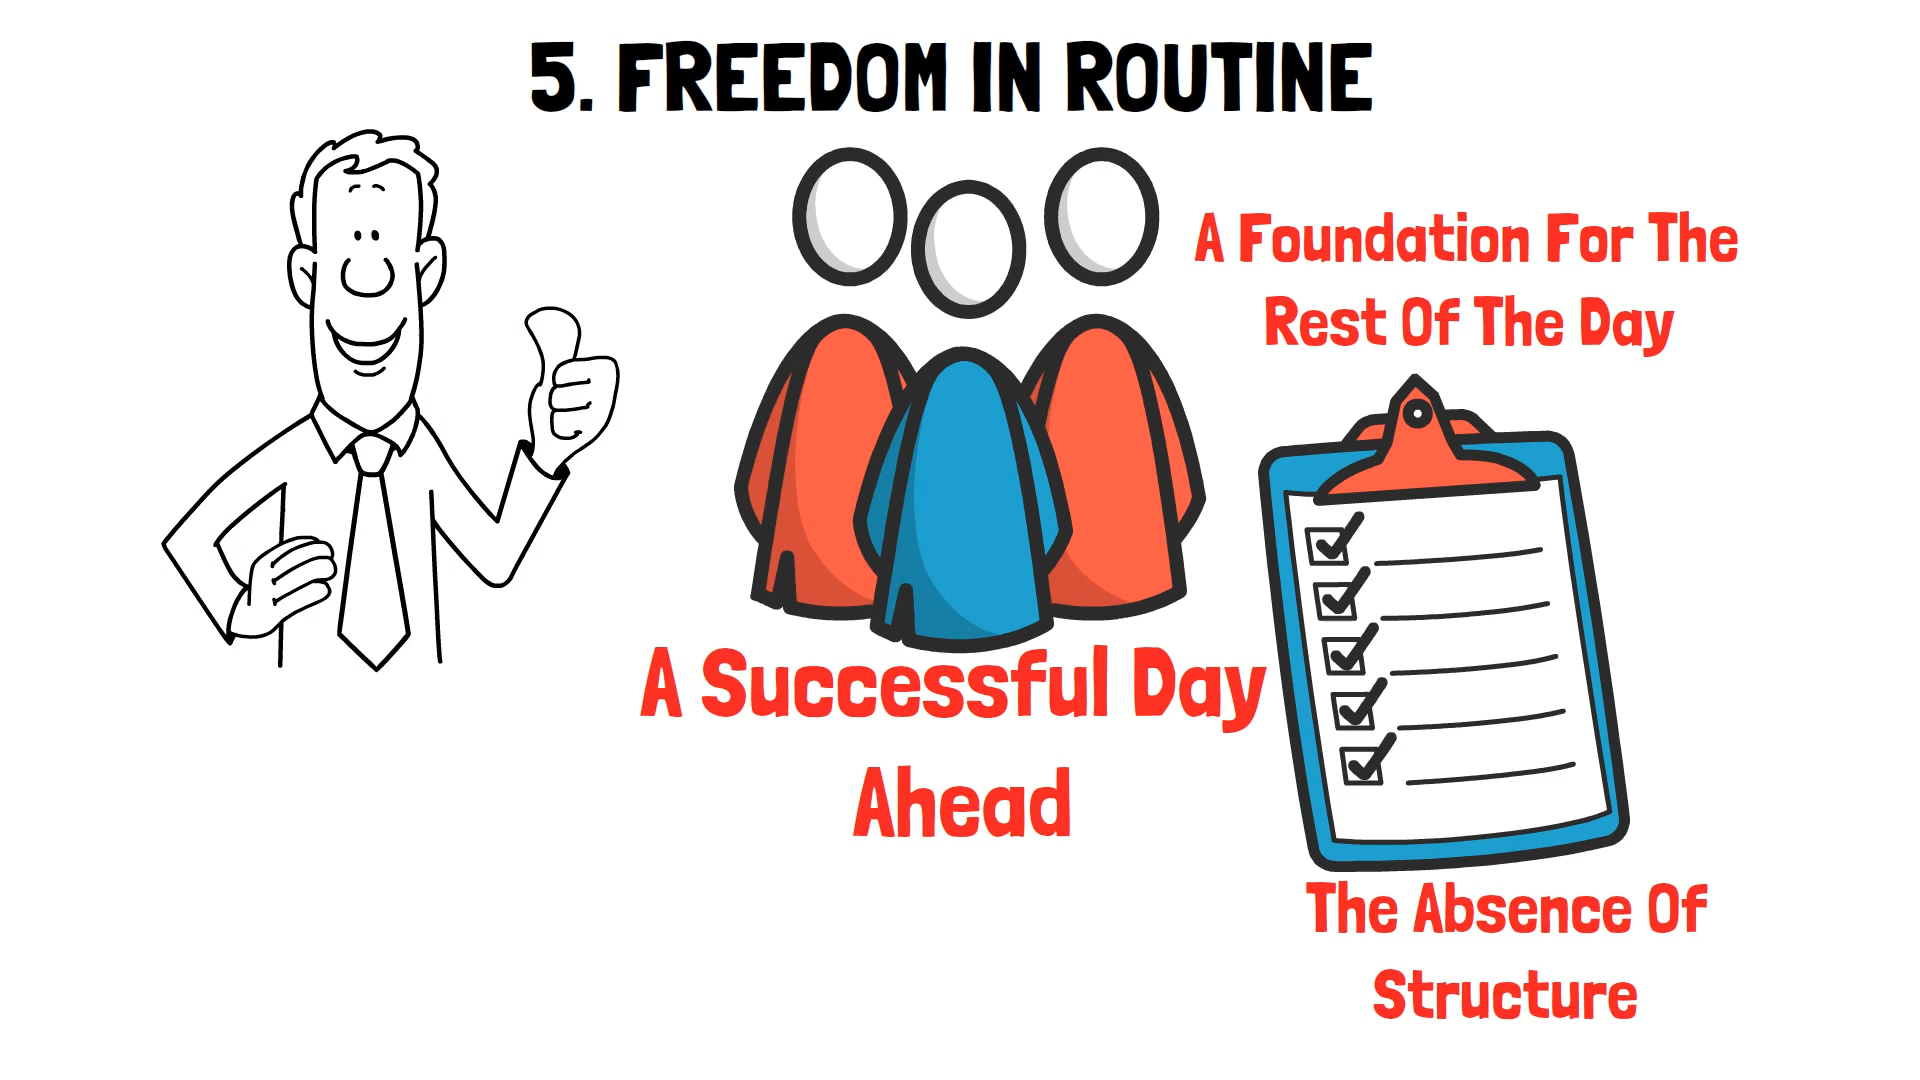 5. FREEDOM IN ROUTINE
A Foundation For The
Rest Of The Day
A Successful Day
Ahead
The Absence Of
Structure